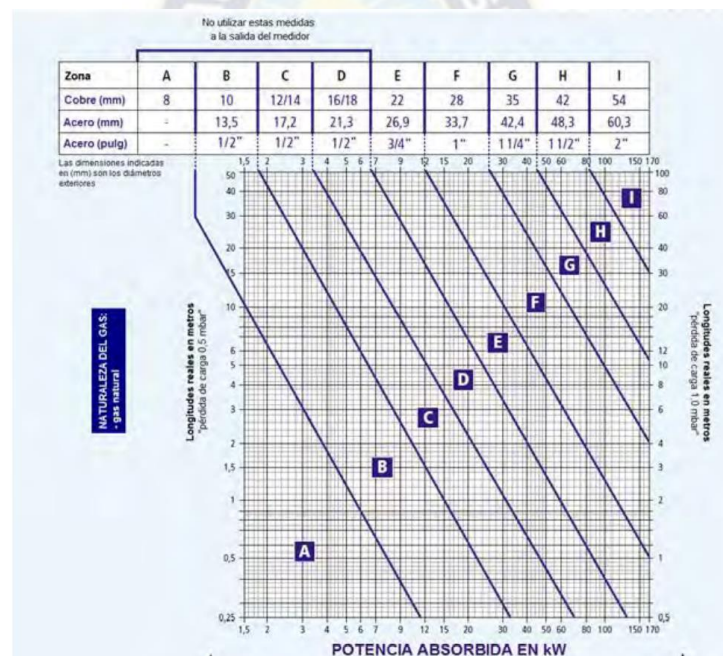 No utilizar estas medidas
a la salida del medidor
Zona A B C D E F G H I
Cobre (mm) 8 10 12/14 16/18 22 28 35 42 54
Acero (mm) - 13,5 17,2 21,3 26,9 33,7 42,4 48,3 60,3
Acero (pulg) - 1/2" 1/2" 1/2" 3/4" 1" 1 1/4" 1 1/2" 2"
Las dimensiones indicadas
en (mm) son los diámetros
exteriores
1,5 2 3 4 5 6 7 9 12 15 20 30 40 50 60 80 100 150 170
50
40
30
20
15
10
6
5
4
3
2
1,5
1
0,5
0,25
100
80
60
40
30
20
12
10
8
6
4
3
2
1
0,5
I
H
G
F
E
D
C
B
A
NATURALEZA DEL GAS:
- gas natural
Longitudes reales en metros
"pérdida de carga 0,5 mbar"
Longitudes reales en metros
"pérdida de carga 1,0 mbar"
1,5 2 3 4 5 6 7 9 12 15 20 30 40 50 60 80 100 150 170
POTENCIA ABSORBIDA EN kW